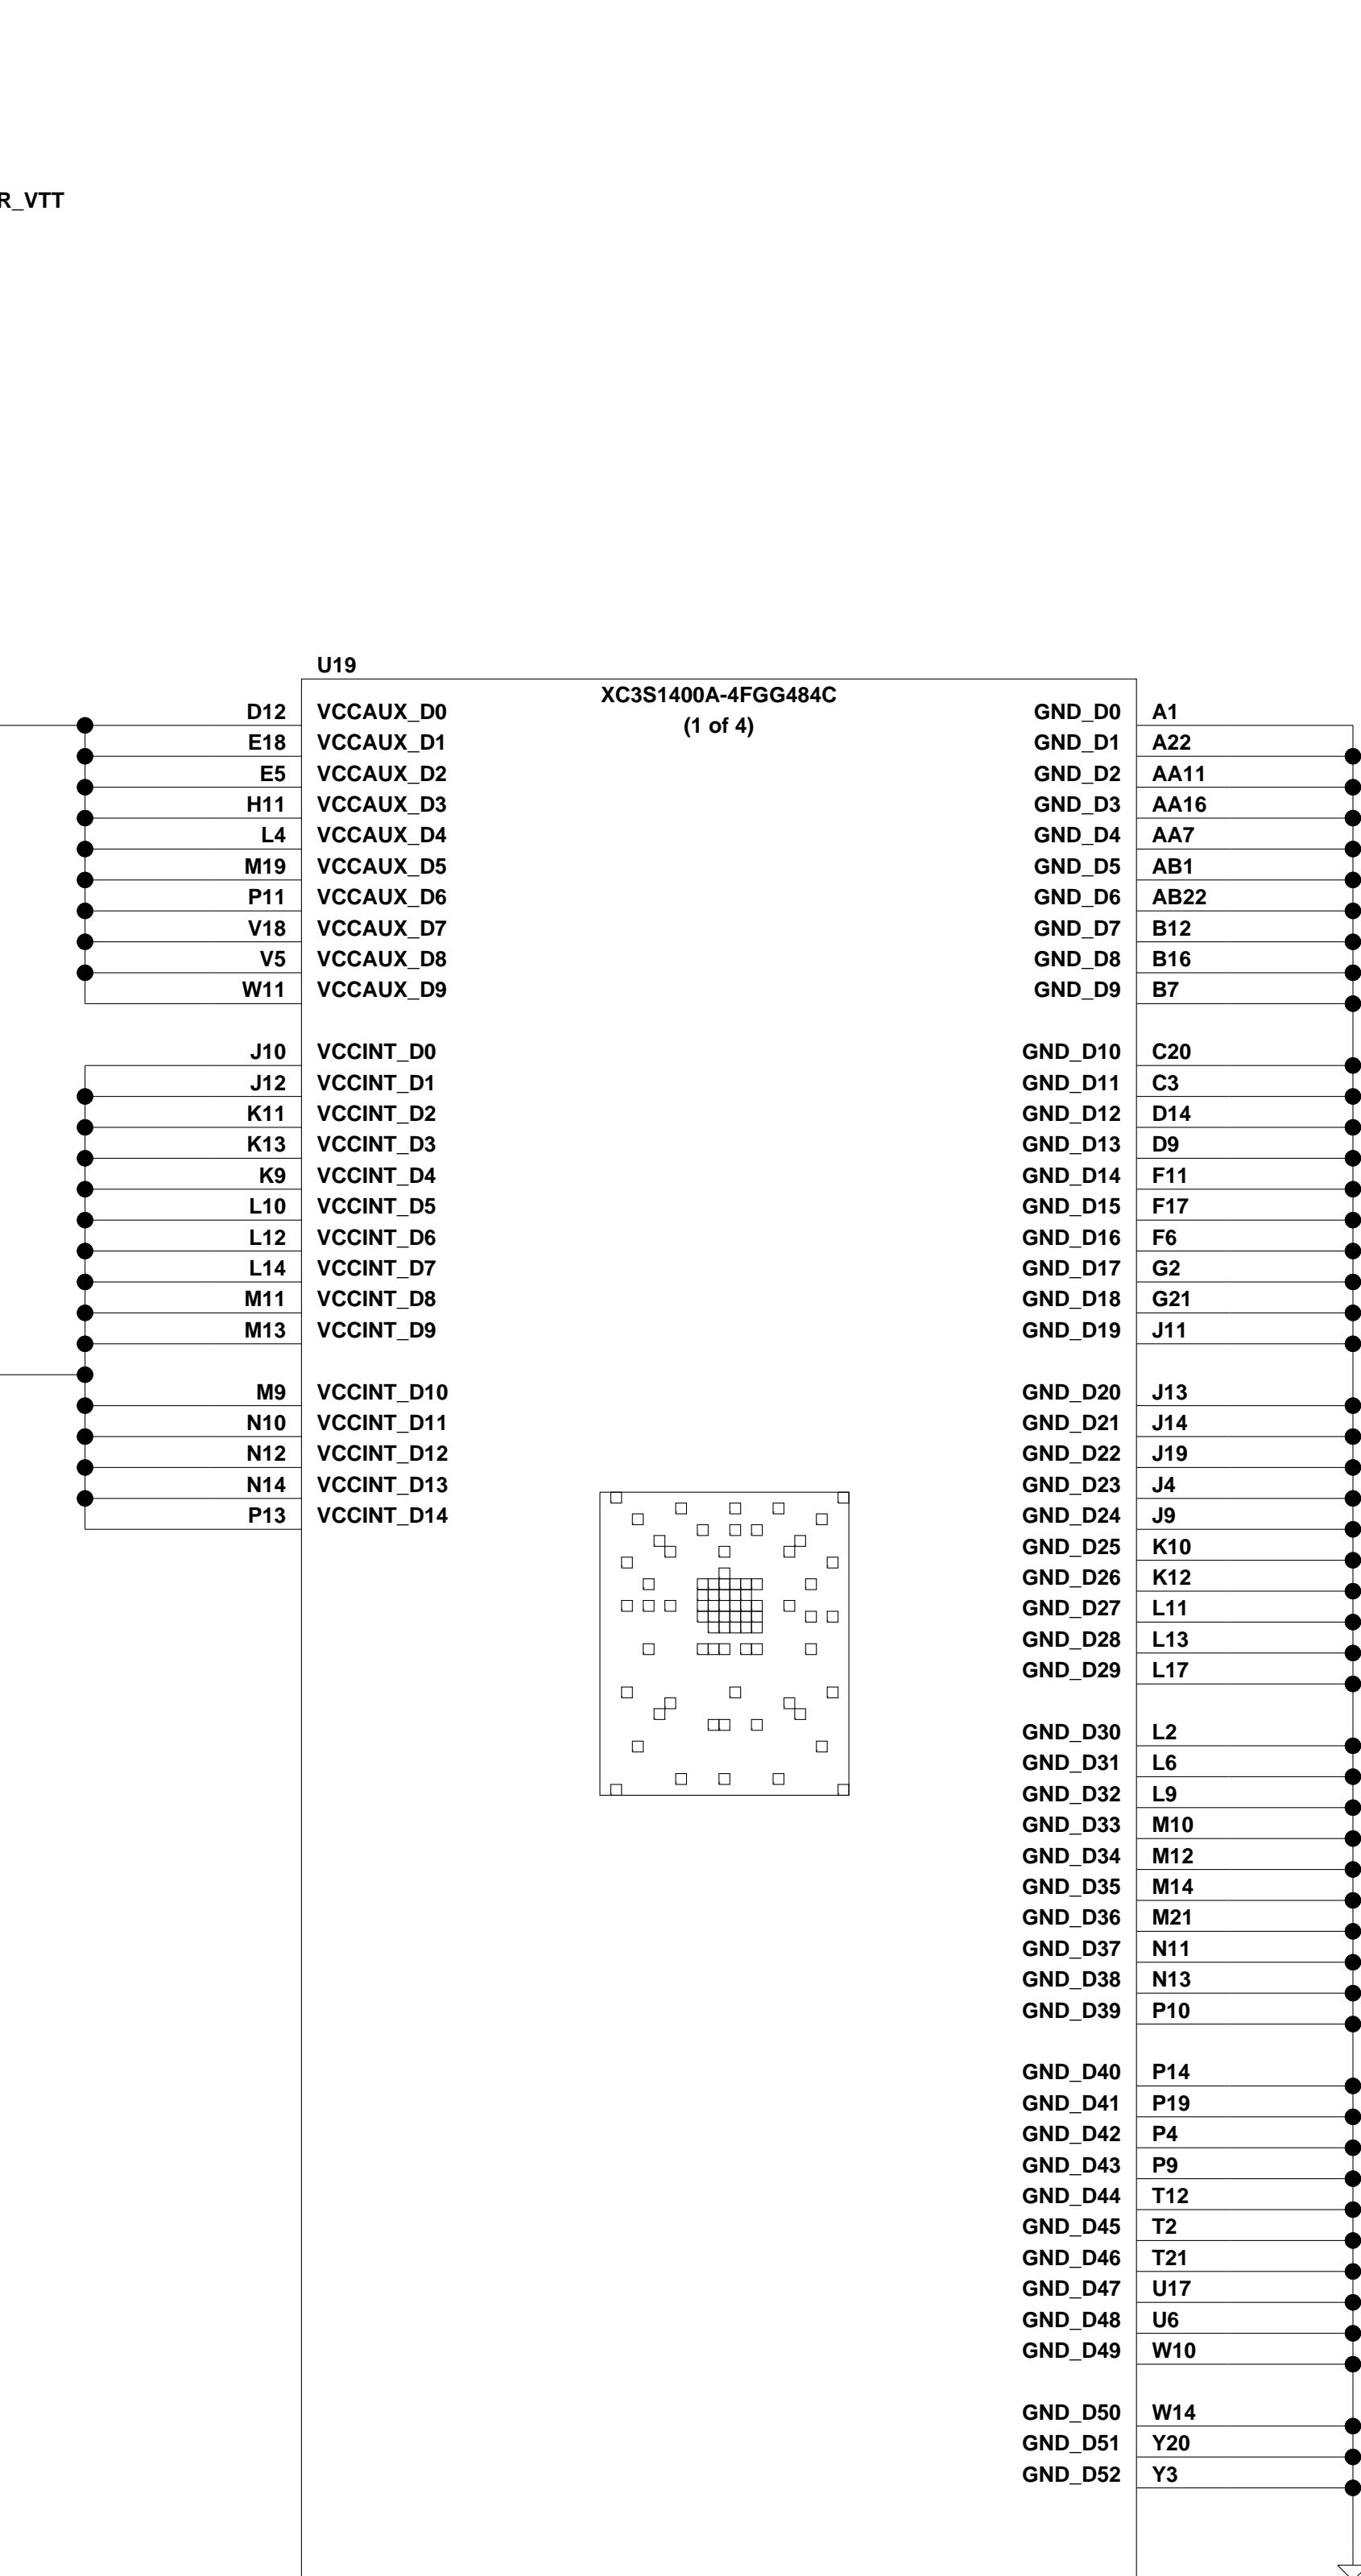 R_VTT
U19
XC3S1400A-4FGG484C
(1 of 4)
D12 VCCAUX_D0 GND_D0 A1
E18 VCCAUX_D1 GND_D1 A22
E5 VCCAUX_D2 GND_D2 AA11
H11 VCCAUX_D3 GND_D3 AA16
L4 VCCAUX_D4 GND_D4 AA7
M19 VCCAUX_D5 GND_D5 AB1
P11 VCCAUX_D6 GND_D6 AB22
V18 VCCAUX_D7 GND_D7 B12
V5 VCCAUX_D8 GND_D8 B16
W11 VCCAUX_D9 GND_D9 B7
J10 VCCINT_D0 GND_D10 C20
J12 VCCINT_D1 GND_D11 C3
K11 VCCINT_D2 GND_D12 D14
K13 VCCINT_D3 GND_D13 D9
K9 VCCINT_D4 GND_D14 F11
L10 VCCINT_D5 GND_D15 F17
L12 VCCINT_D6 GND_D16 F6
L14 VCCINT_D7 GND_D17 G2
M11 VCCINT_D8 GND_D18 G21
M13 VCCINT_D9 GND_D19 J11
M9 VCCINT_D10 GND_D20 J13
N10 VCCINT_D11 GND_D21 J14
N12 VCCINT_D12 GND_D22 J19
N14 VCCINT_D13 GND_D23 J4
P13 VCCINT_D14 GND_D24 J9
GND_D25 K10
GND_D26 K12
GND_D27 L11
GND_D28 L13
GND_D29 L17
GND_D30 L2
GND_D31 L6
GND_D32 L9
GND_D33 M10
GND_D34 M12
GND_D35 M14
GND_D36 M21
GND_D37 N11
GND_D38 N13
GND_D39 P10
GND_D40 P14
GND_D41 P19
GND_D42 P4
GND_D43 P9
GND_D44 T12
GND_D45 T2
GND_D46 T21
GND_D47 U17
GND_D48 U6
GND_D49 W10
GND_D50 W14
GND_D51 Y20
GND_D52 Y3